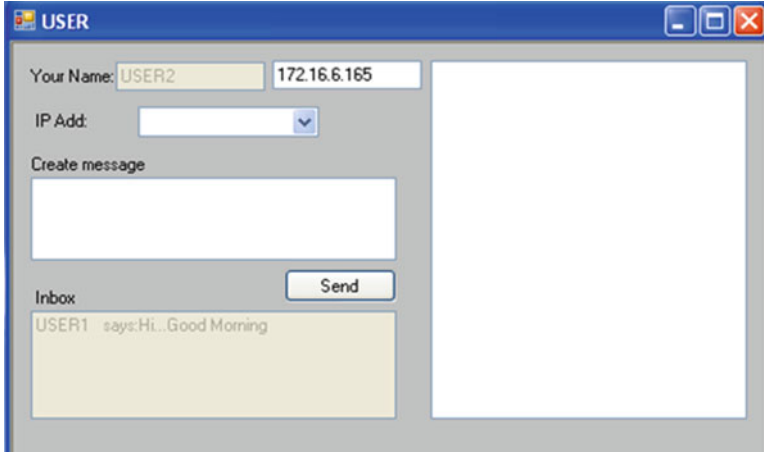 USER
Your Name: USER2 172.16.6.165
IP Add:
Create message
Send
Inbox
USER1 says:Hi...Good Morning